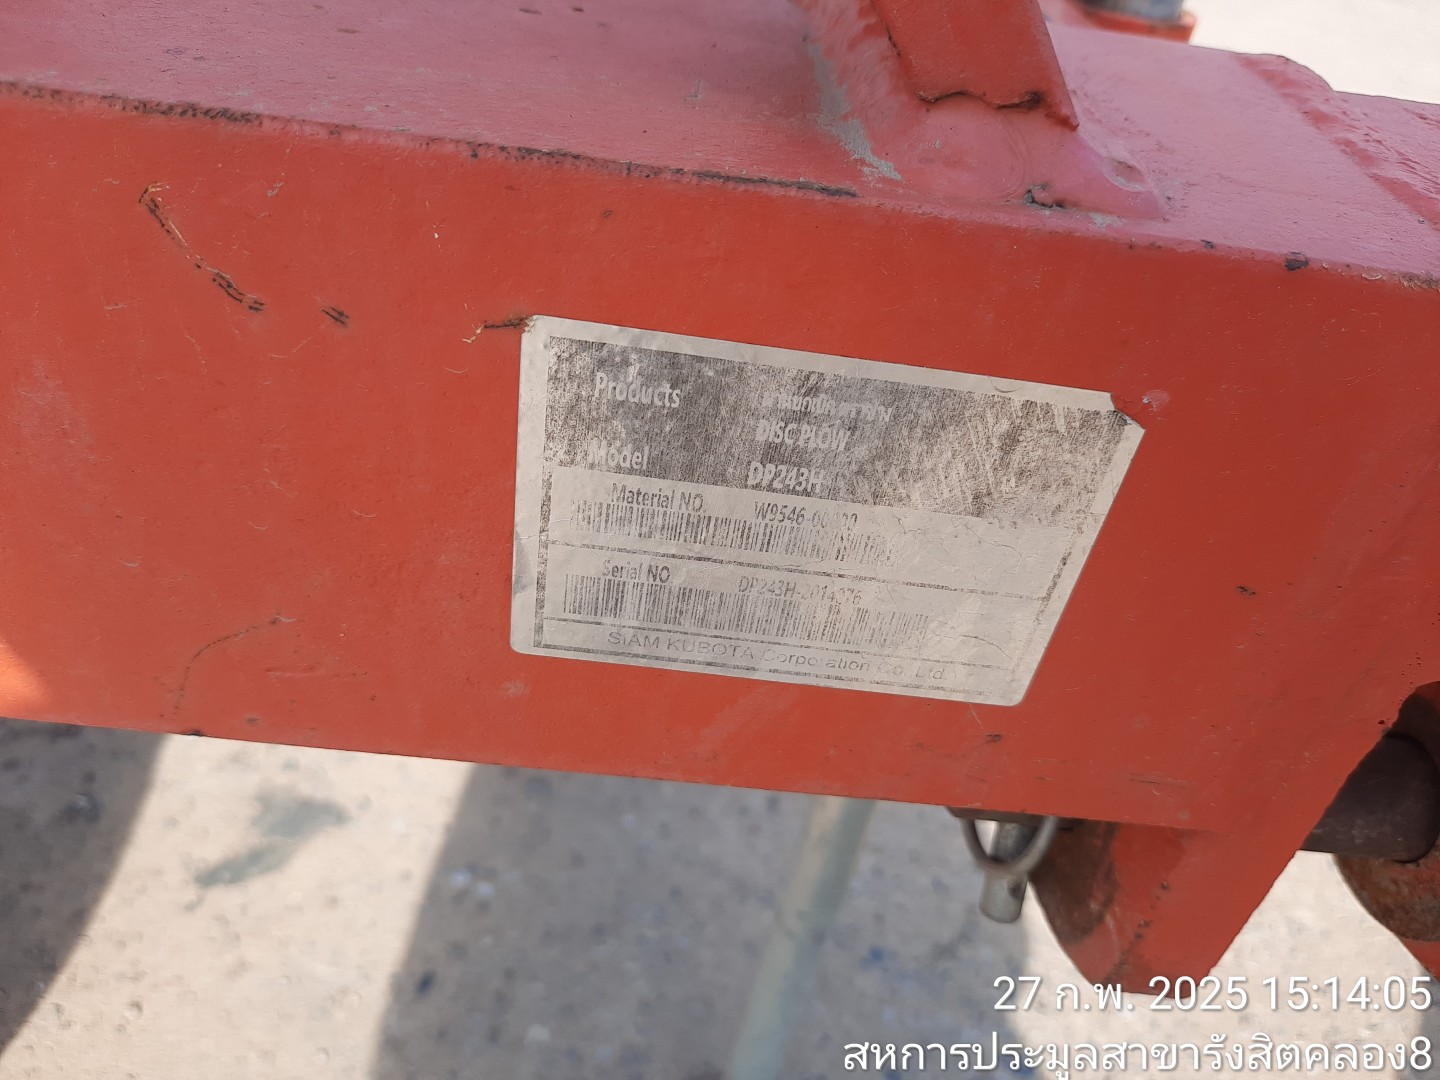 Products
DISC PLOW
Model DP243H
Material NO. W9546-
Serial NO.
SIAM KUBOTA Corporation Co., Ltd.
27 ก.พ. 2025 15:14:05
สหการประมูลสาขารังสิตคลอง8